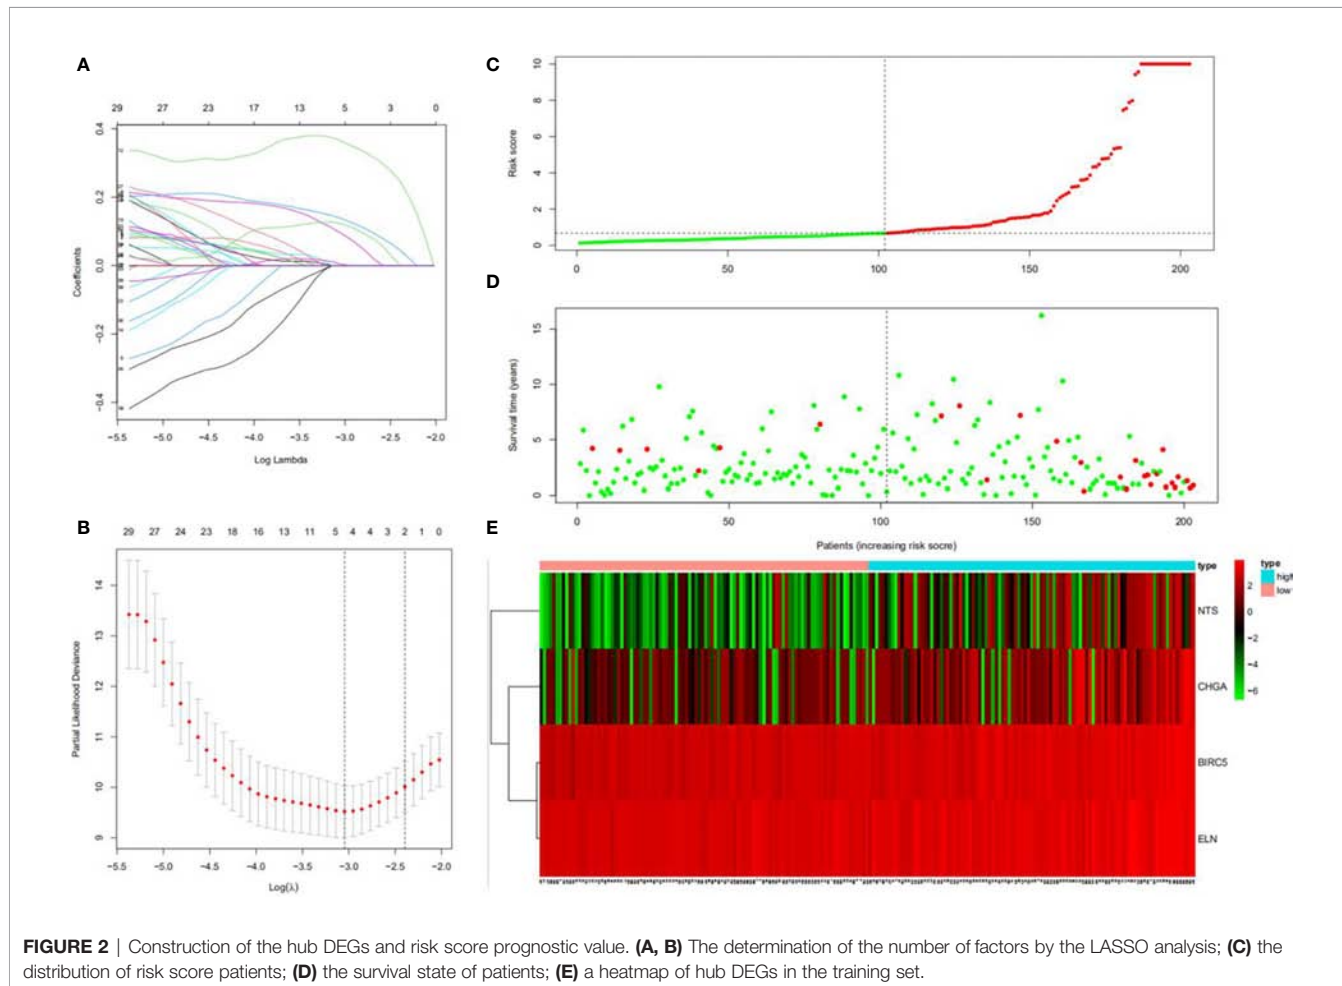 A
29 27 23 17 13 5 3 0
0.4
0.2
0.0
−0.2
−0.4
Coefficients
−5.5 −5.0 −4.5 −4.0 −3.5 −3.0 −2.5 −2.0
Log Lambda
B
29 27 24 23 18 16 13 11 5 4 4 3 2 1 0
14
13
12
11
10
9
Partial Likelihood Deviance
−5.5 −5.0 −4.5 −4.0 −3.5 −3.0 −2.5 −2.0
Log(λ)
C
10
8
6
4
2
0
Risk score
0 50 100 150 200
D
15
10
5
0
Survival time (years)
0 50 100 150 200
Patients (increasing risk socre)
E
type
NTS
CHGA
BIRC5
ELN
type
high
low
2
0
−2
−4
−6
FIGURE 2 | Construction of the hub DEGs and risk score prognostic value. (A, B) The determination of the number of factors by the LASSO analysis; (C) the
distribution of risk score patients; (D) the survival state of patients; (E) a heatmap of hub DEGs in the training set.